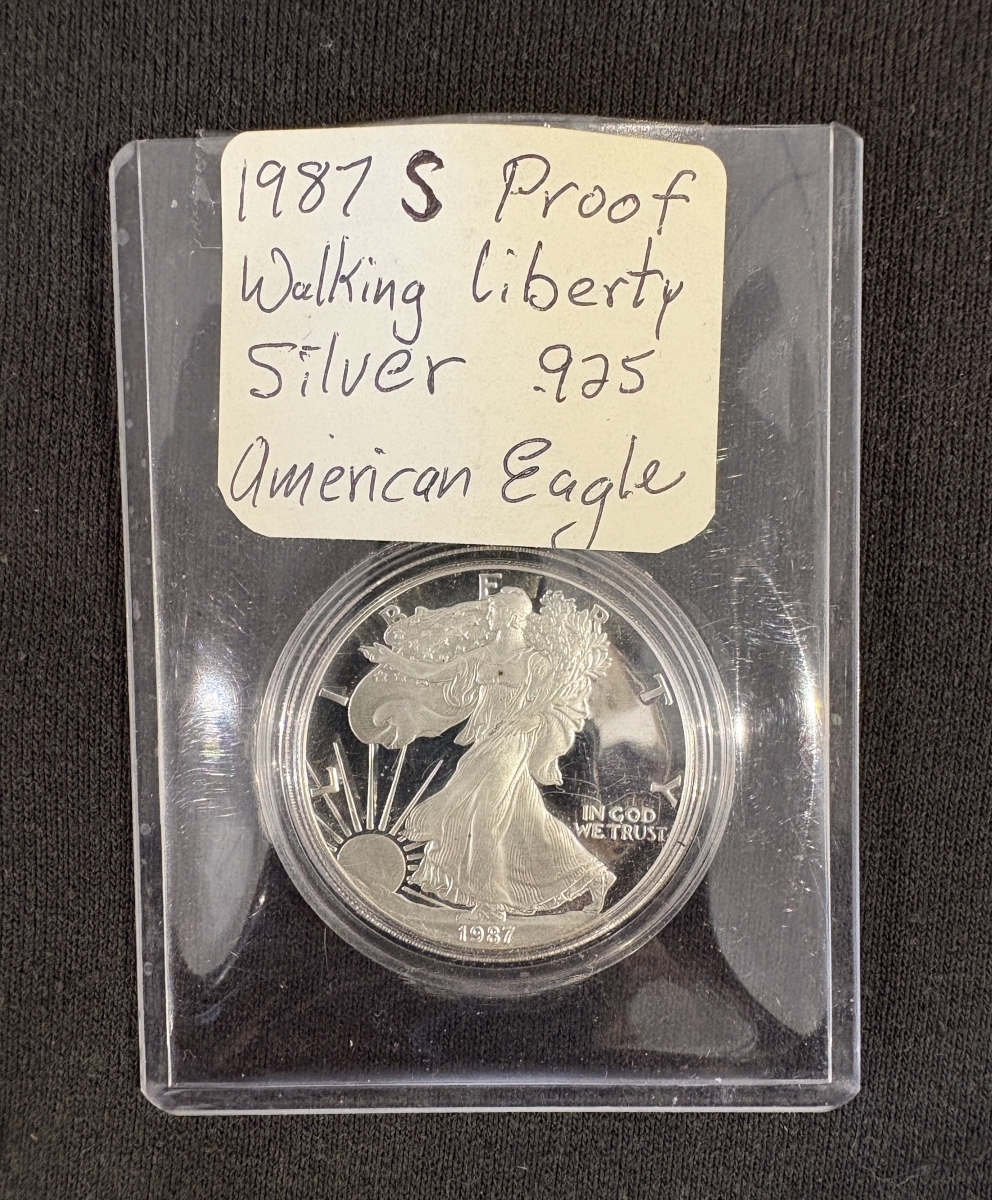 1987 S Proof
Walking Liberty
Silver .925
American Eagle
LIBERTY
IN GOD
WE TRUST
1987